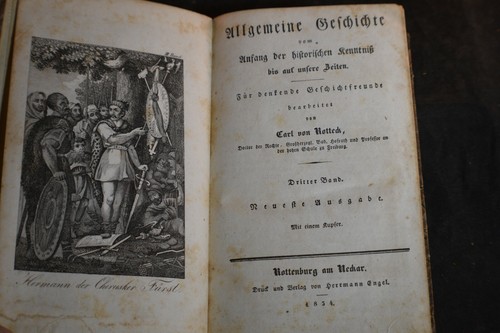 Hermann der Cherusker Fürst.
Allgemeine Geschichte
vom
Anfang der historischen Kenntniß
bis auf unsere Zeiten.
Für denkende Geschichtfreunde
bearbeitet
von
Carl von Rotteck,
Doctor der Rechte, Großherzogl. Bad. Hofrath und Professor an
der hohen Schule zu Freiburg.
Dritter Band.
Neueste Ausgabe.
Mit einem Kupfer.
Rottenburg am Neckar.
Druck und Verlag von Herrmann Engel.
1834.